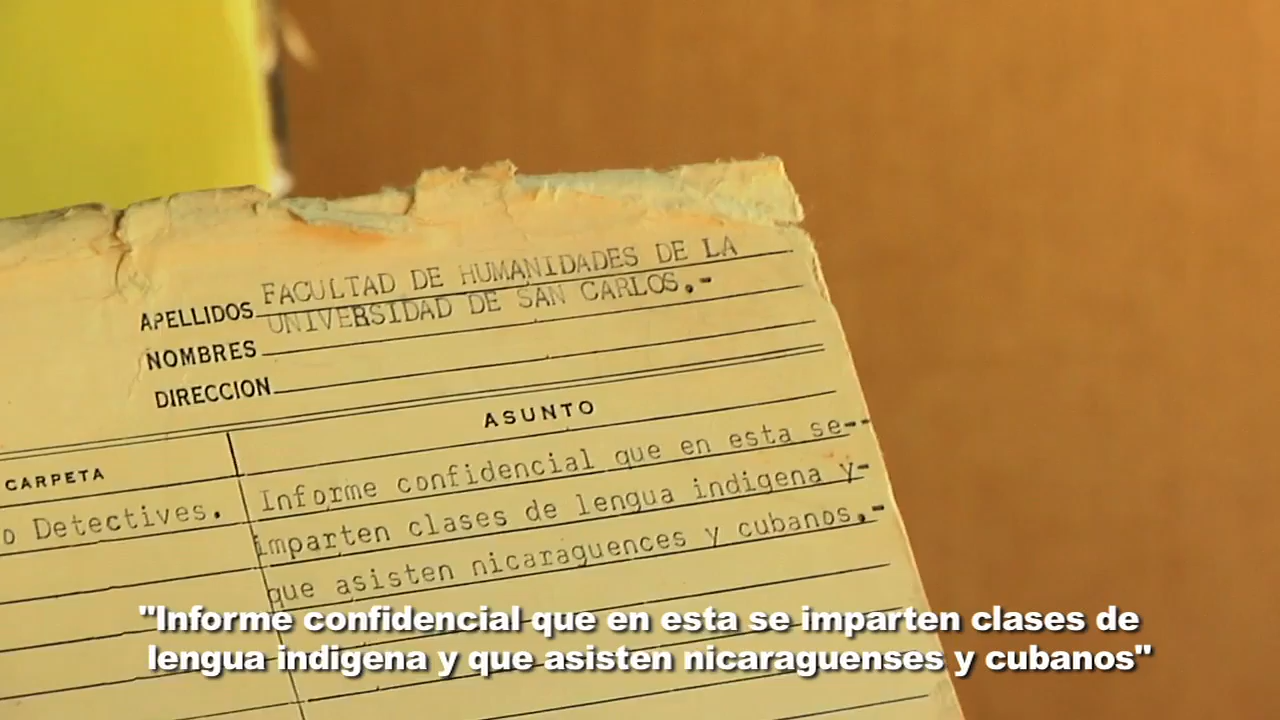 FACULTAD DE HUMANIDADES DE LA
APELLIDOS UNIVERSIDAD DE SAN CARLOS.-
NOMBRES
DIRECCION
CARPETA ASUNTO
o Detectives. Informe confidencial que en esta se--
imparten clases de lengua indigena y-
que asisten nicaraguences y cubanos.-
"Informe confidencial que en esta se imparten clases de
lengua indigena y que asisten nicaraguenses y cubanos"